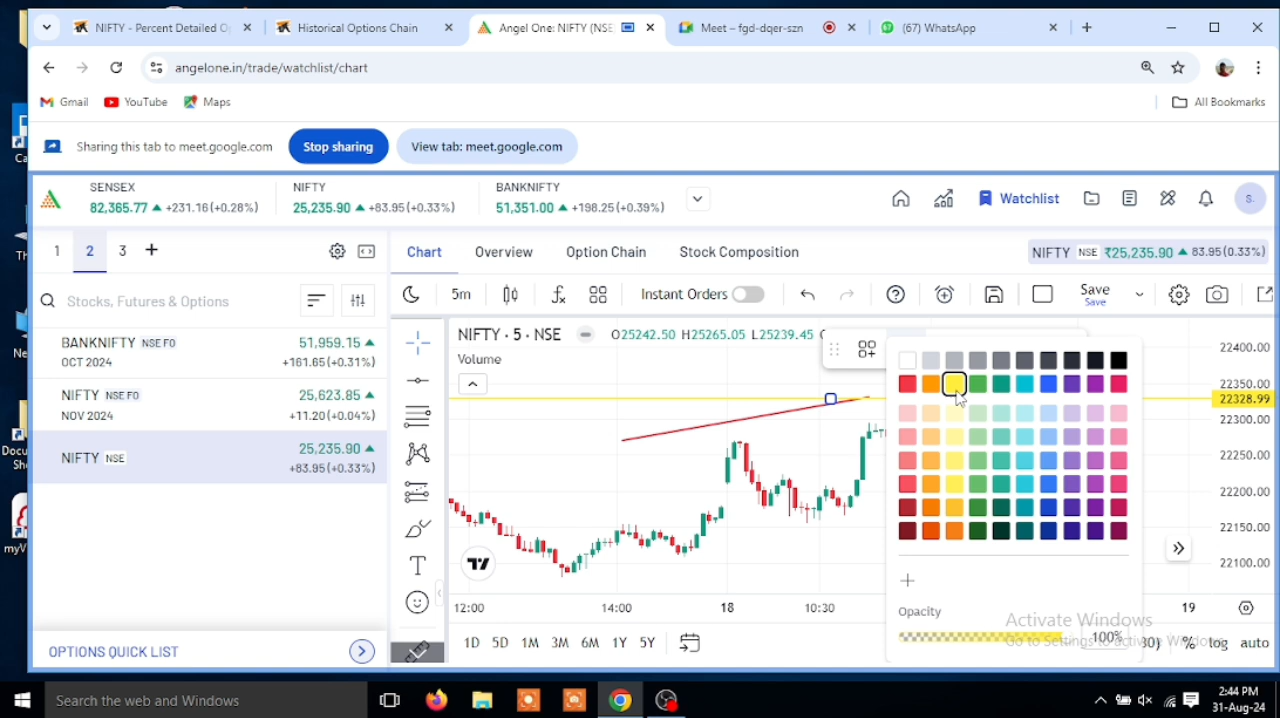 NIFTY - Percent Detailed O
Historical Options Chain
Angel One: NIFTY (NSE
Meet – fgd-dqer-szn
(67) WhatsApp
angelone.in/trade/watchlist/chart
Gmail YouTube Maps All Bookmarks
Sharing this tab to meet.google.com Stop sharing View tab: meet.google.com
SENSEX NIFTY BANKNIFTY
82,365.77 +231.16(+0.28%) 25,235.90 +83.95(+0.33%) 51,351.00 +198.25(+0.39%)
Watchlist S.
1 2 3 +
Chart Overview Option Chain Stock Composition NIFTY NSE ₹25,235.90 83.95(0.33%)
Stocks, Futures & Options
5m Instant Orders Save
Save
BANKNIFTY NSE FO 51,959.15
OCT 2024 +161.65(+0.31%)
NIFTY NSE FO 25,623.85
NOV 2024 +11.20(+0.04%)
NIFTY NSE 25,235.90
+83.95(+0.33%)
NIFTY · 5 · NSE O25242.50 H25265.05 L25239.45
Volume
22400.00
22350.00
22328.99
22300.00
22250.00
22200.00
22150.00
22100.00
12:00 14:00 18 10:30 19
Opacity
100%
1D 5D 1M 3M 6M 1Y 5Y
% log auto
OPTIONS QUICK LIST
Activate Windows
Go to Settings to activate Windows.
Search the web and Windows
2:44 PM
31-Aug-24